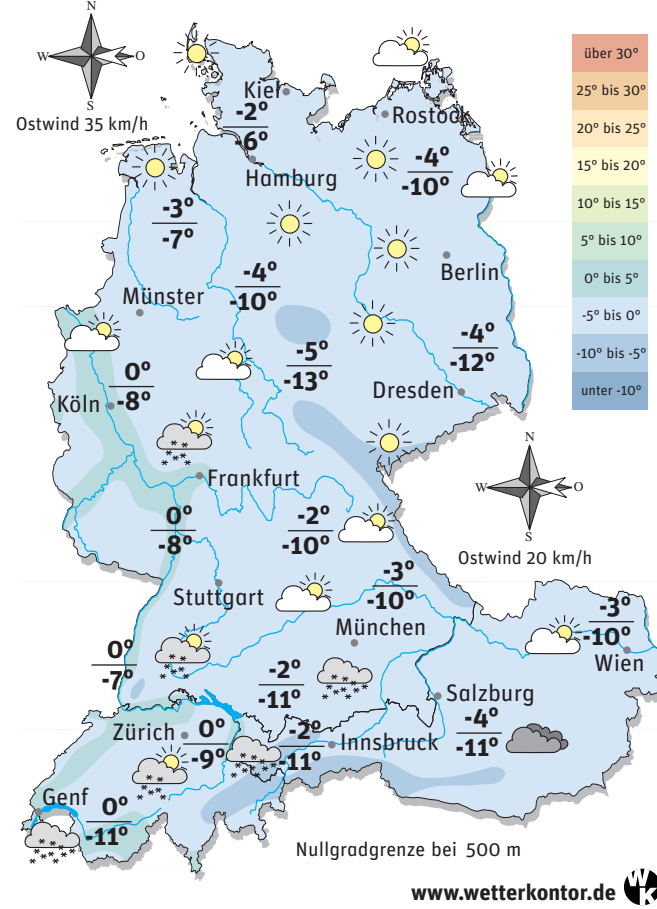 N
W O
S
Ostwind 35 km/h
Kiel
Rostock
-2°
-6°
Hamburg
-4°
-10°
-3°
-7°
Berlin
-4°
-10°
Münster
-4°
-12°
-5°
-13°
Dresden
0°
-8°
Köln
Frankfurt
0°
-8°
-2°
-10°
Stuttgart
-3°
-10°
München
0°
-7°
-2°
-11°
Salzburg
-3°
-10°
Wien
Zürich
0°
-9°
-2°
-11°
Innsbruck
-4°
-11°
Genf
0°
-11°
über 30°
25° bis 30°
20° bis 25°
15° bis 20°
10° bis 15°
5° bis 10°
0° bis 5°
-5° bis 0°
-10° bis -5°
unter -10°
N
W O
S
Ostwind 20 km/h
Nullgradgrenze bei 500 m
www.wetterkontor.de
WK